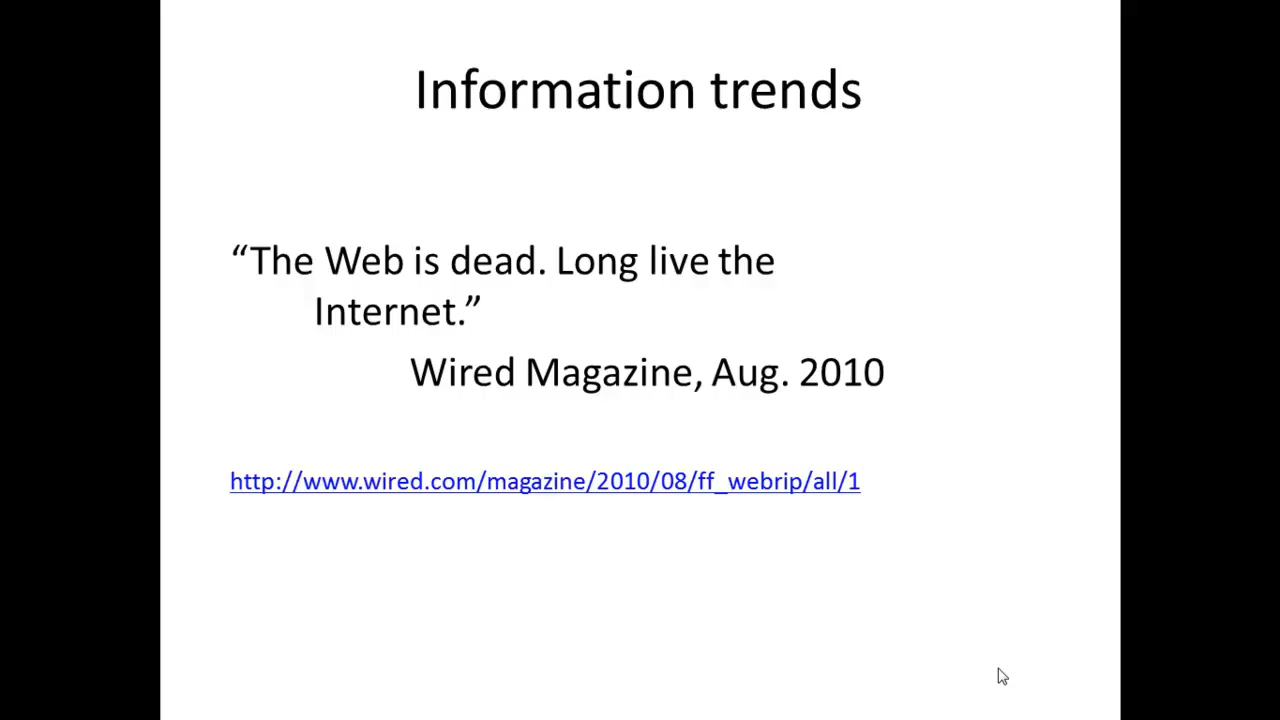 Information trends
“The Web is dead. Long live the
Internet.”
Wired Magazine, Aug. 2010
http://www.wired.com/magazine/2010/08/ff_webrip/all/1